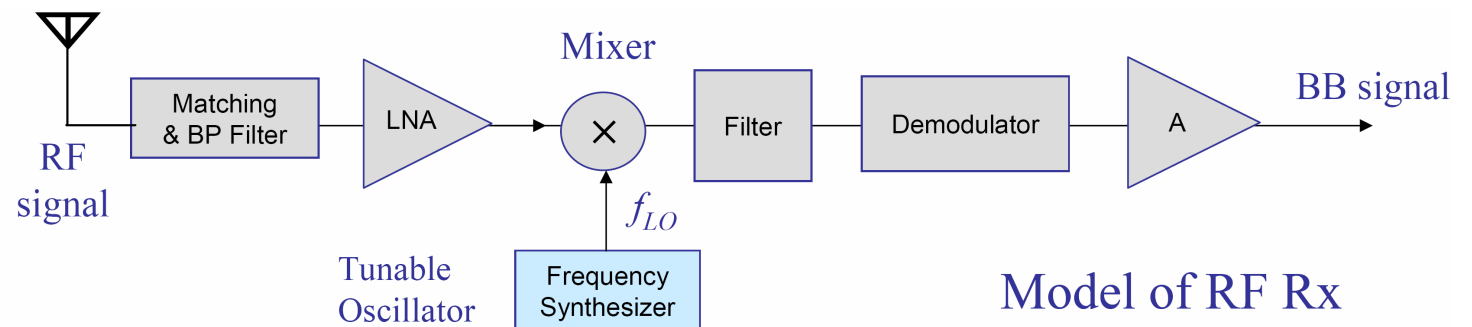 Mixer
BB signal
Matching
& BP Filter
LNA
×
Filter
Demodulator
A
RF
signal
f_LO
Tunable
Oscillator
Frequency
Synthesizer
Model of RF Rx